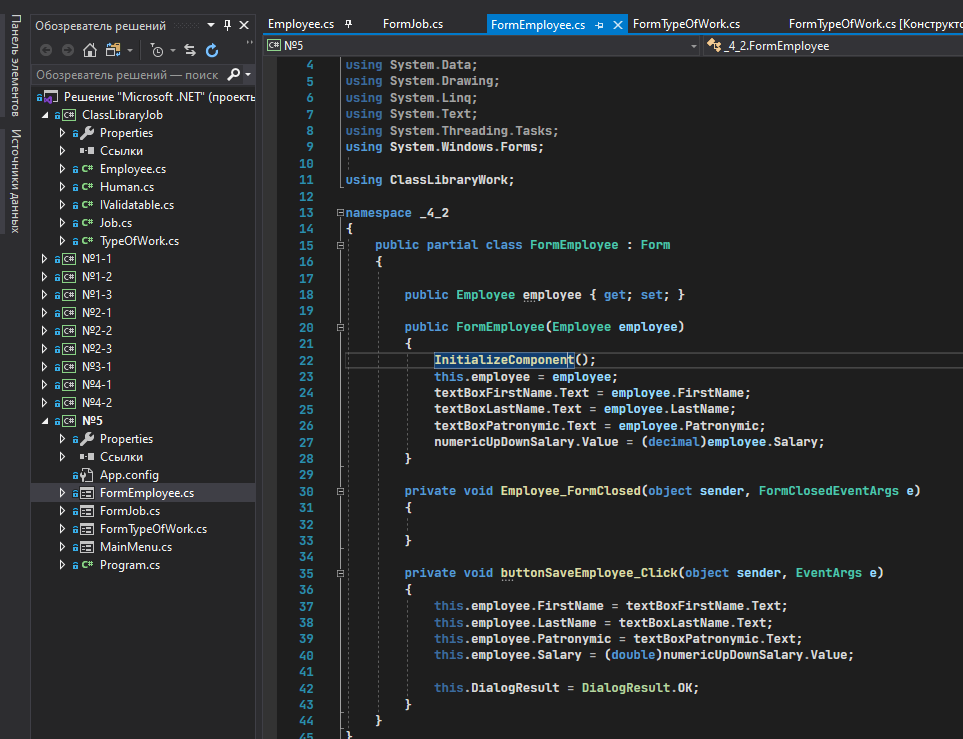 Панель элементов
Источники данных
Обозреватель решений
Обозреватель решений — поиск
Решение "Microsoft .NET" (проекть
ClassLibraryJob
Properties
Ссылки
C# Employee.cs
C# Human.cs
C# IValidatable.cs
C# Job.cs
C# TypeOfWork.cs
C# №1-1
C# №1-2
C# №1-3
C# №2-1
C# №2-2
C# №2-3
C# №3-1
C# №4-1
C# №4-2
C# №5
Properties
Ссылки
App.config
FormEmployee.cs
FormJob.cs
FormTypeOfWork.cs
MainMenu.cs
C# Program.cs
Employee.cs FormJob.cs FormEmployee.cs FormTypeOfWork.cs FormTypeOfWork.cs [Конструкто
C# №5 _4_2.FormEmployee
4 using System.Data;
5 using System.Drawing;
6 using System.Linq;
7 using System.Text;
8 using System.Threading.Tasks;
9 using System.Windows.Forms;
10
11 using ClassLibraryWork;
12
13 namespace _4_2
14 {
15 public partial class FormEmployee : Form
16 {
17
18 public Employee employee { get; set; }
19
20 public FormEmployee(Employee employee)
21 {
22 InitializeComponent();
23 this.employee = employee;
24 textBoxFirstName.Text = employee.FirstName;
25 textBoxLastName.Text = employee.LastName;
26 textBoxPatronymic.Text = employee.Patronymic;
27 numericUpDownSalary.Value = (decimal)employee.Salary;
28 }
29
30 private void Employee_FormClosed(object sender, FormClosedEventArgs e)
31 {
32
33 }
34
35 private void buttonSaveEmployee_Click(object sender, EventArgs e)
36 {
37 this.employee.FirstName = textBoxFirstName.Text;
38 this.employee.LastName = textBoxLastName.Text;
39 this.employee.Patronymic = textBoxPatronymic.Text;
40 this.employee.Salary = (double)numericUpDownSalary.Value;
41
42 this.DialogResult = DialogResult.OK;
43 }
44 }
45 }